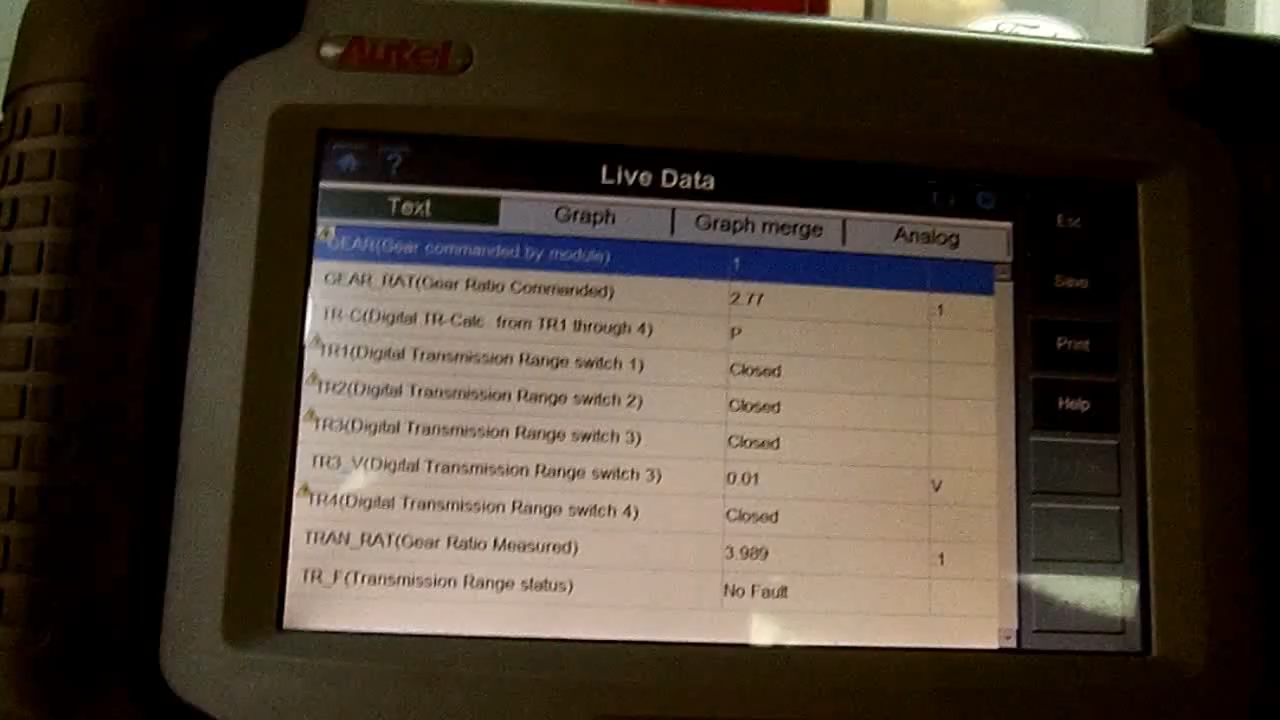 AUTEL
Live Data
Text Graph Graph merge Analog
GEAR(Gear commanded by module) 1
GEAR_RAT(Gear Ratio Commanded) 2.77 :1
TR-C(Digital TR-Calc. from TR1 through 4) P
TR1(Digital Transmission Range switch 1) Closed
TR2(Digital Transmission Range switch 2) Closed
TR3(Digital Transmission Range switch 3) Closed
TR3_V(Digital Transmission Range switch 3) 0.01 V
TR4(Digital Transmission Range switch 4) Closed
TRAN_RAT(Gear Ratio Measured) 3.989 :1
TR_F(Transmission Range status) No Fault
Esc
Save
Print
Help